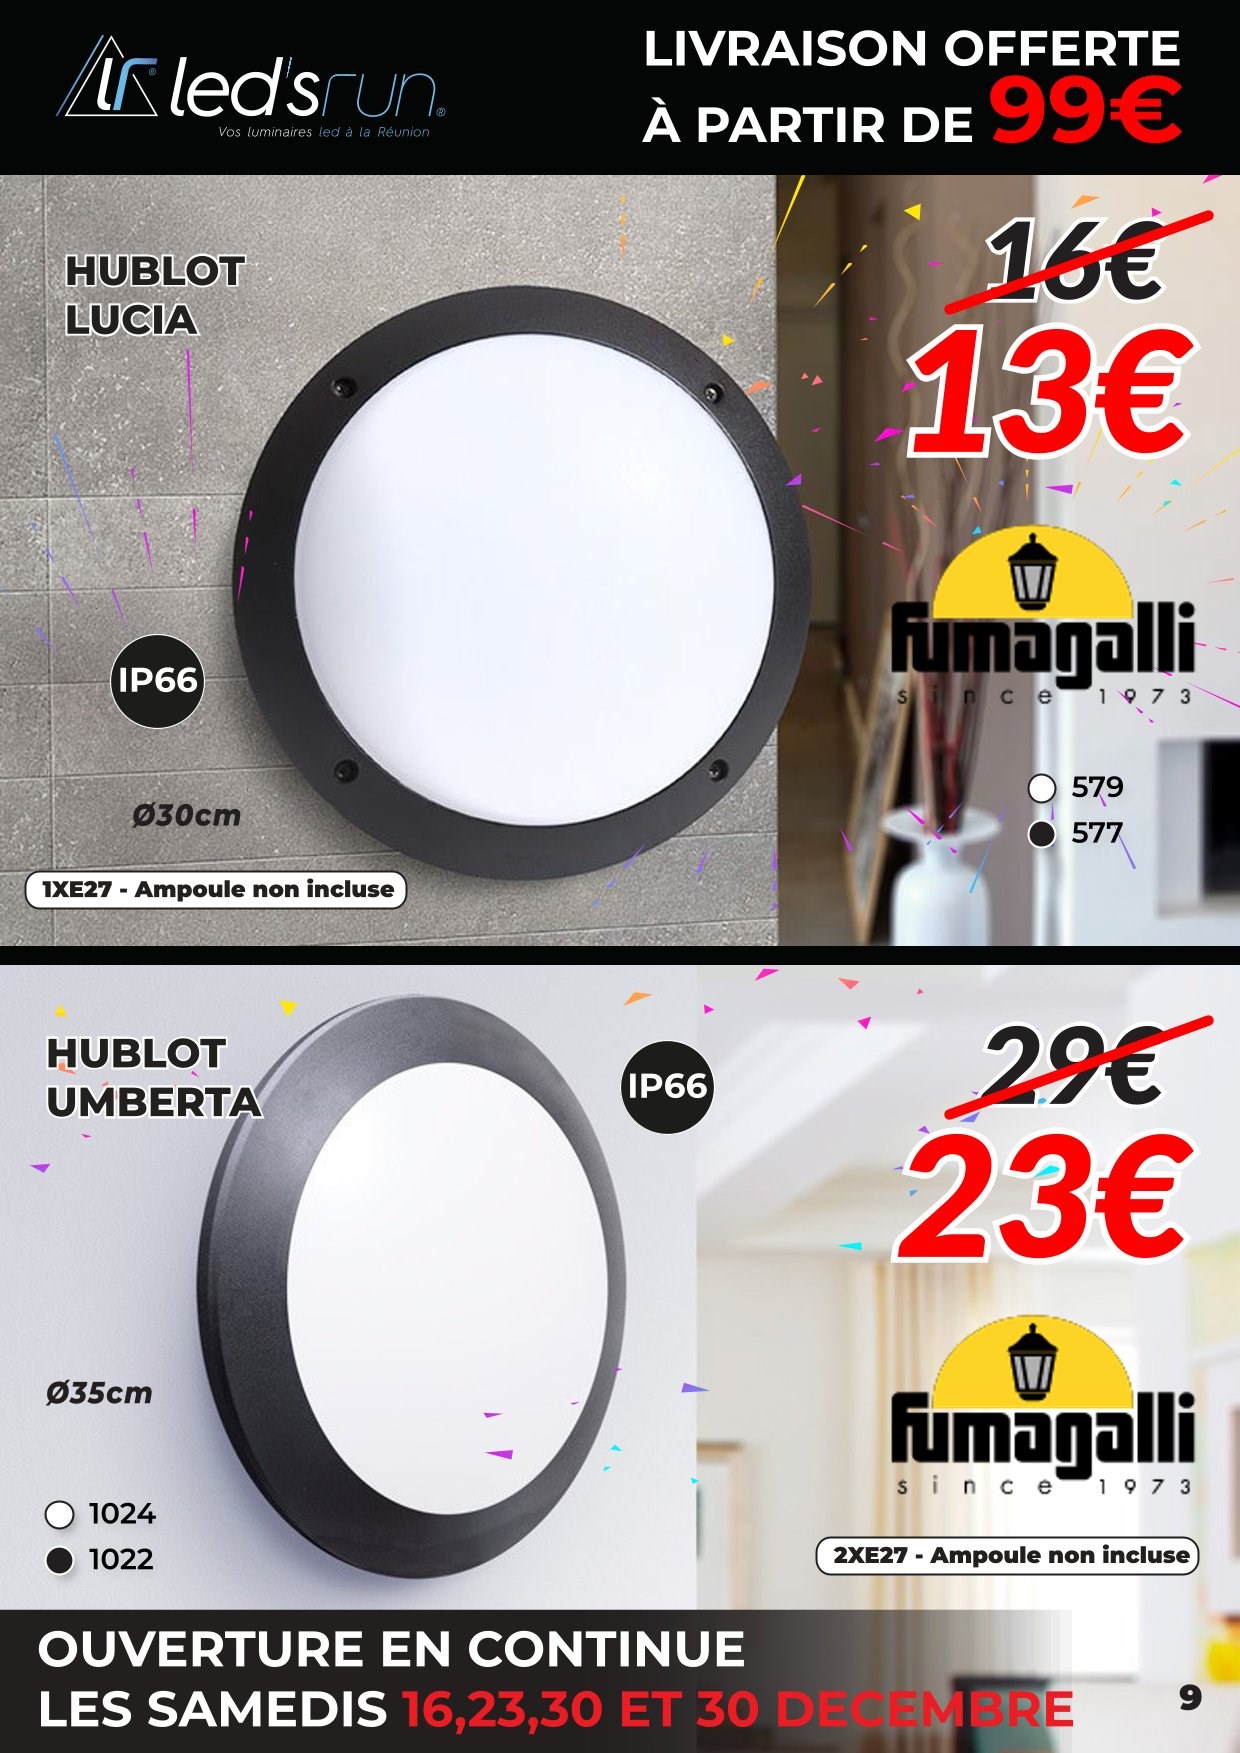 led'srun®
Vos luminaires led à la Réunion
LIVRAISON OFFERTE
À PARTIR DE 99€
HUBLOT
LUCIA
16€
13€
fumagalli
since 1973
IP66
579
577
Ø30cm
1XE27 - Ampoule non incluse
HUBLOT
UMBERTA
IP66
29€
23€
fumagalli
since 1973
Ø35cm
1024
1022
2XE27 - Ampoule non incluse
OUVERTURE EN CONTINUE
LES SAMEDIS 16,23,30 ET 30 DECEMBRE
9